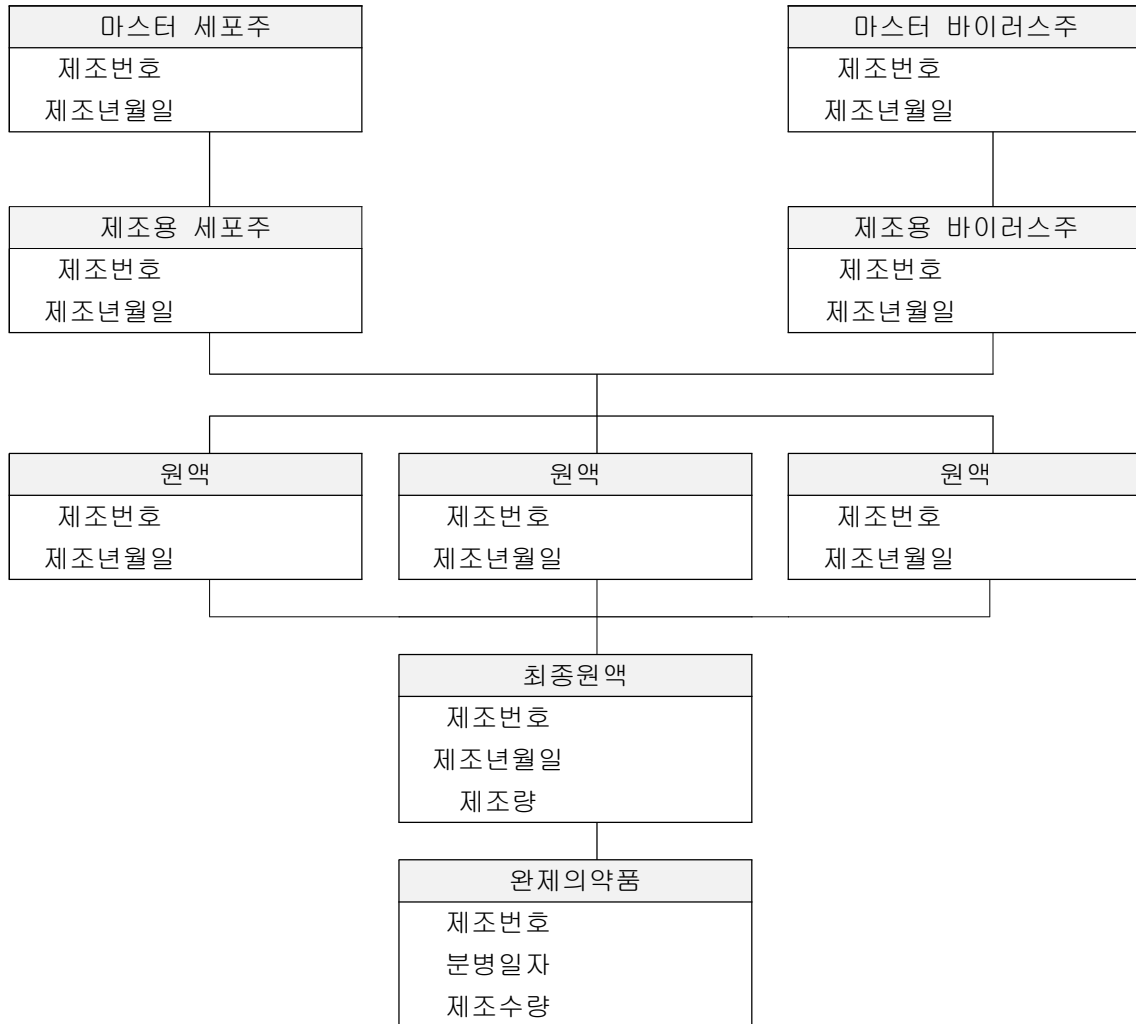 마스터 세포주
제조번호
제조년월일
마스터 바이러스주
제조번호
제조년월일
제조용 세포주
제조번호
제조년월일
제조용 바이러스주
제조번호
제조년월일
원액
제조번호
제조년월일
원액
제조번호
제조년월일
원액
제조번호
제조년월일
최종원액
제조번호
제조년월일
제조량
완제의약품
제조번호
분병일자
제조수량